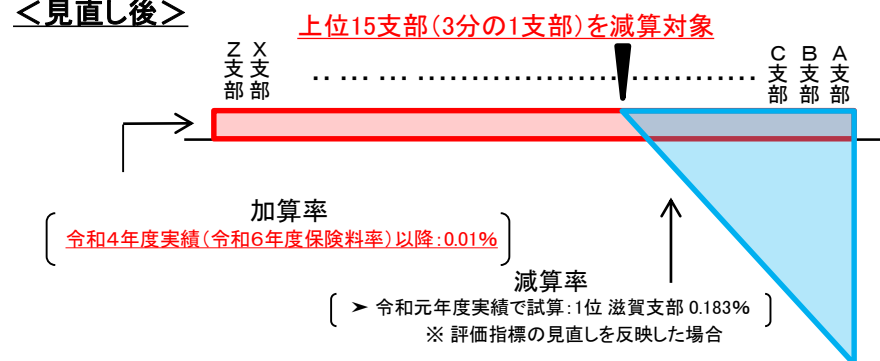 ＜見直し後＞
上位15支部(3分の1支部)を減算対象
Z支部
X支部
‥ … … ………………………………
C支部
B支部
A支部
加算率
令和4年度実績(令和6年度保険料率)以降:0.01%
減算率
➤ 令和元年度実績で試算:1位 滋賀支部 0.183%
※ 評価指標の見直しを反映した場合